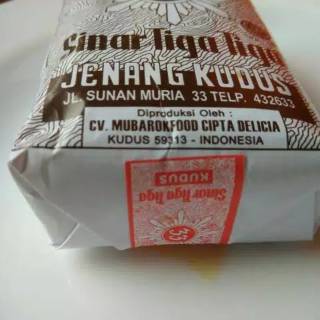 Sinar Tiga Tiga
JENANG KUDUS
JL. SUNAN MURIA 33 TELP. 432633
Diproduksi Oleh :
CV. MUBAROKFOOD CIPTA DELICIA
KUDUS 59313 - INDONESIA
33
Sinar Tiga Tiga
KUDUS